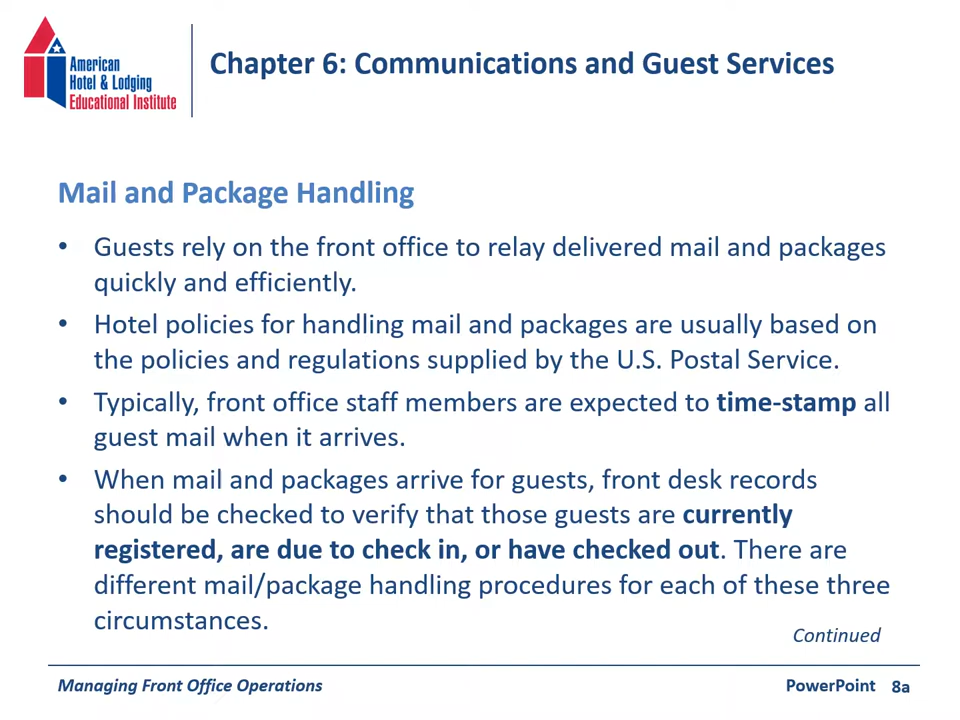 American
Hotel & Lodging
Educational Institute
Chapter 6: Communications and Guest Services
Mail and Package Handling
• Guests rely on the front office to relay delivered mail and packages
quickly and efficiently.
• Hotel policies for handling mail and packages are usually based on
the policies and regulations supplied by the U.S. Postal Service.
• Typically, front office staff members are expected to time-stamp all
guest mail when it arrives.
• When mail and packages arrive for guests, front desk records
should be checked to verify that those guests are currently
registered, are due to check in, or have checked out. There are
different mail/package handling procedures for each of these three
circumstances.
Continued
Managing Front Office Operations
PowerPoint 8a